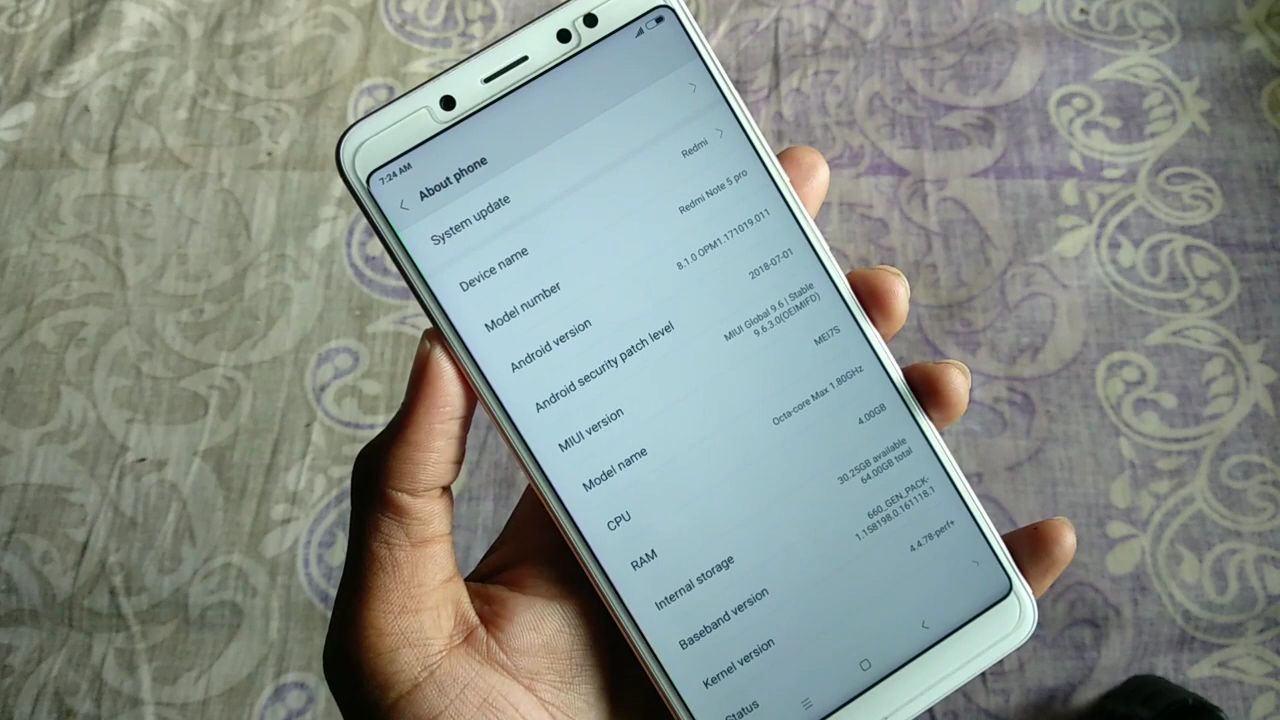 7:24 AM
About phone
System update
Device name Redmi
Model number Redmi Note 5 pro
Android version 8.1.0 OPM1.171019.011
Android security patch level 2018-07-01
MIUI version MIUI Global 9.6 | Stable
9.6.3.0(OEIMIFD)
Model name MEI7S
CPU Octa-core Max 1.80GHz
RAM 4.00GB
Internal storage 30.25GB available
64.00GB total
Baseband version 660_GEN_PACK-
1.158198.0.161118.1
Kernel version 4.4.78-perf+
Status